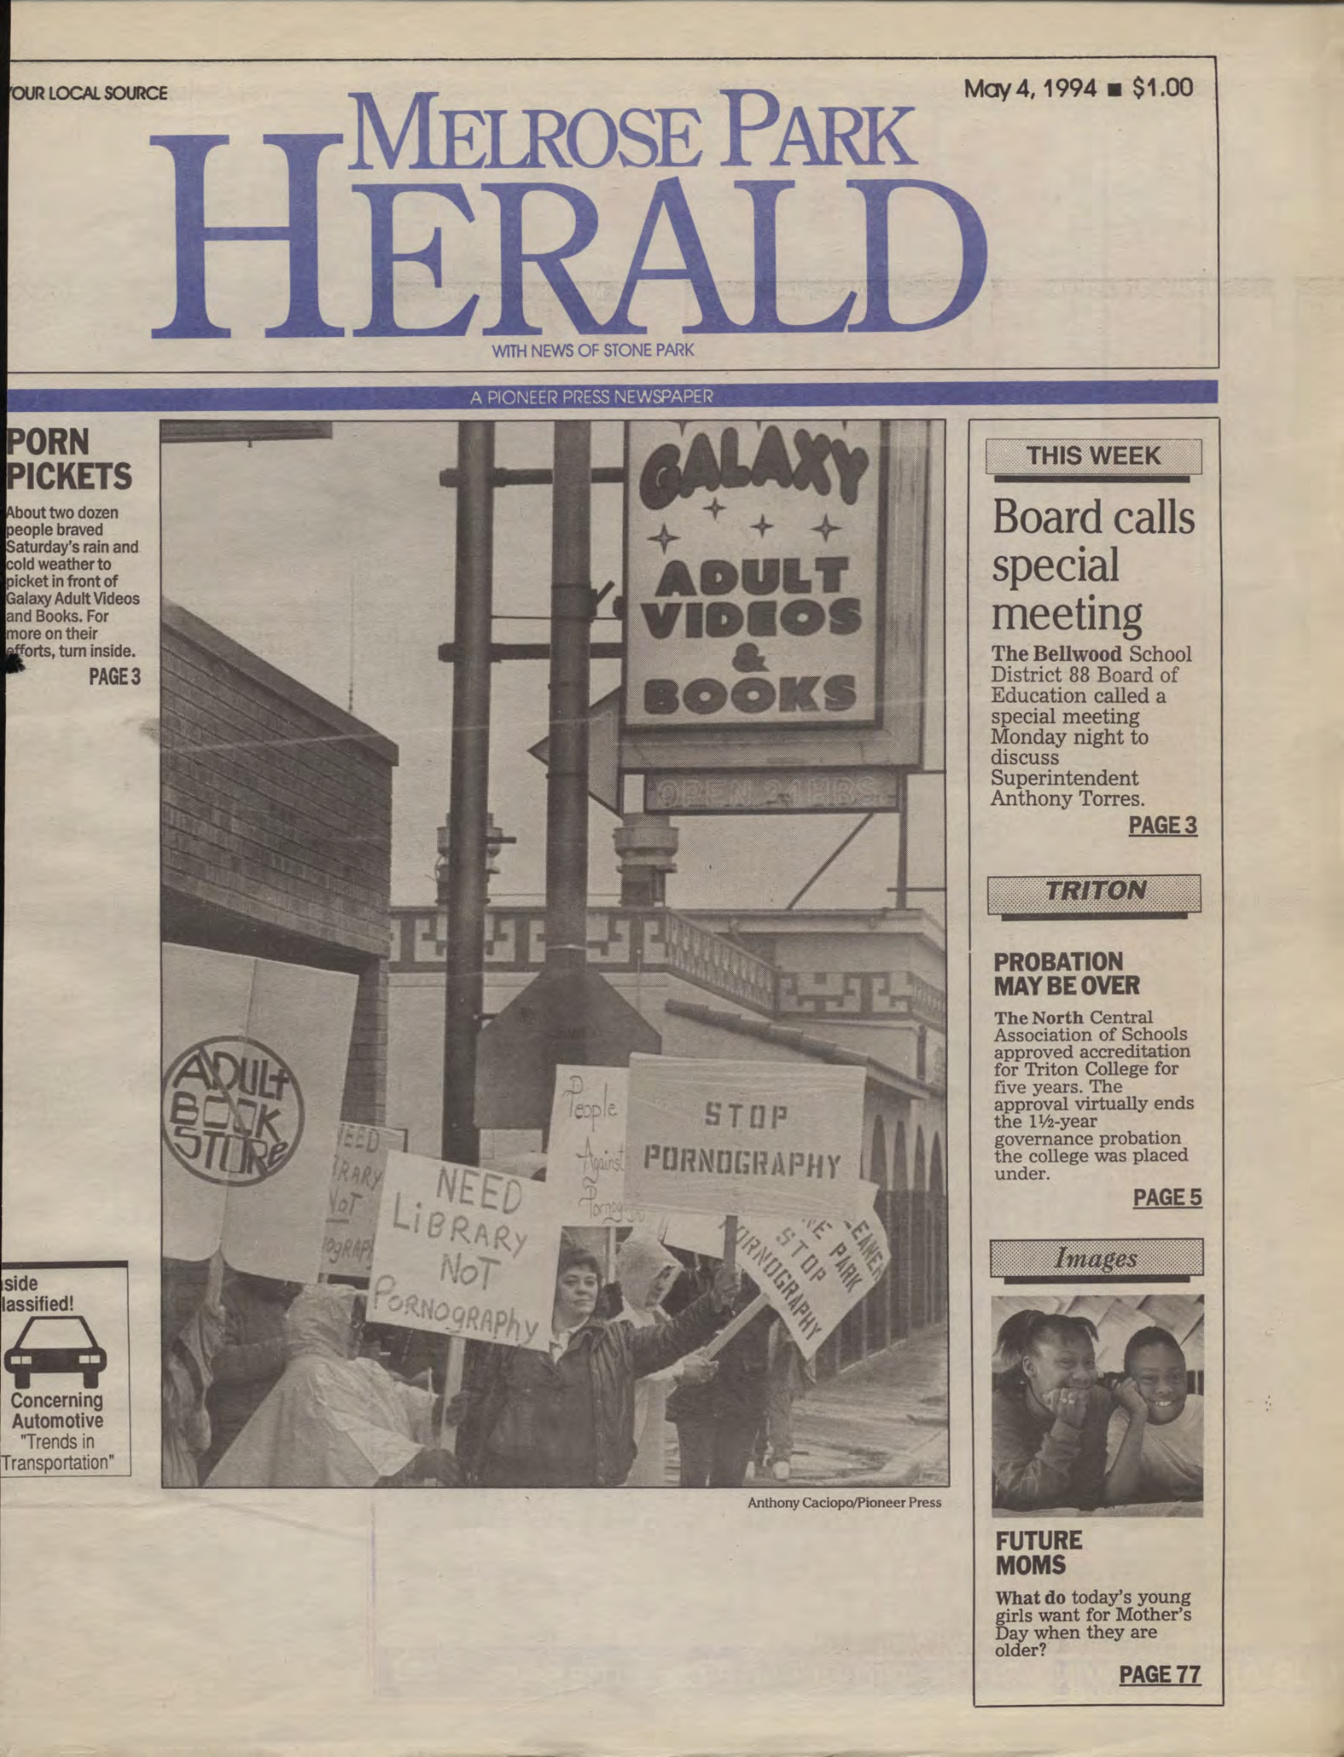 OUR LOCAL SOURCE
May 4, 1994 ■ $1.00
MELROSE PARK
HERALD
WITH NEWS OF STONE PARK
A PIONEER PRESS NEWSPAPER
PORN
PICKETS
About two dozen
people braved
Saturday's rain and
cold weather to
picket in front of
Galaxy Adult Videos
and Books. For
more on their
efforts, turn inside.
PAGE 3
GALAXY
ADULT
VIDEOS
&
BOOKS
OPEN 24 HRS.
ADULT
BOOK
STORe
NEED
LiBRARY
NoT
PoRNogRAPhy
People
Against
STOP
PORNOGRAPHY
STOP
PORNOGRAPHY
PARK
Anthony Caciopo/Pioneer Press
side
lassified!
Concerning
Automotive
"Trends in
Transportation"
THIS WEEK
Board calls
special
meeting
The Bellwood School
District 88 Board of
Education called a
special meeting
Monday night to
discuss
Superintendent
Anthony Torres.
PAGE 3
TRITON
PROBATION
MAY BE OVER
The North Central
Association of Schools
approved accreditation
for Triton College for
five years. The
approval virtually ends
the 1½-year
governance probation
the college was placed
under.
PAGE 5
Images
FUTURE
MOMS
What do today's young
girls want for Mother's
Day when they are
older?
PAGE 77